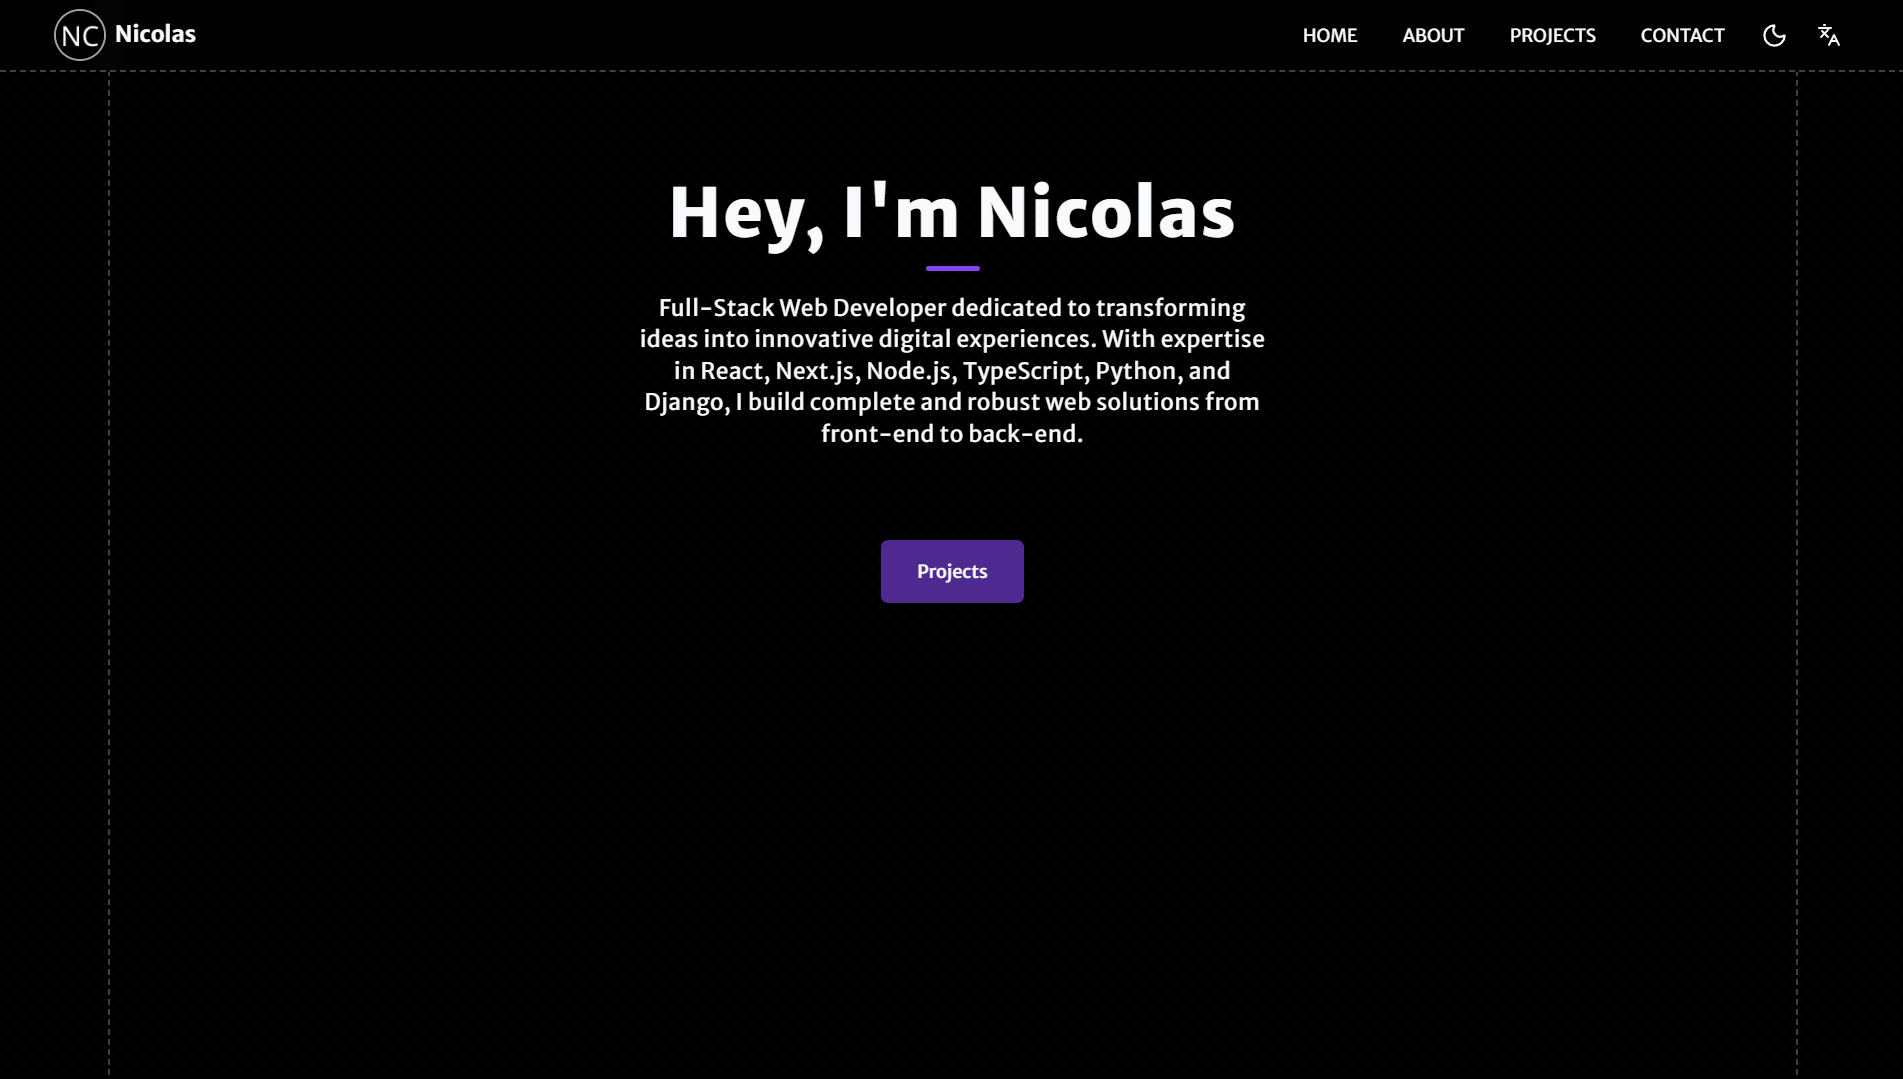 NC Nicolas
HOME ABOUT PROJECTS CONTACT
Hey, I'm Nicolas
Full-Stack Web Developer dedicated to transforming
ideas into innovative digital experiences. With expertise
in React, Next.js, Node.js, TypeScript, Python, and
Django, I build complete and robust web solutions from
front-end to back-end.
Projects